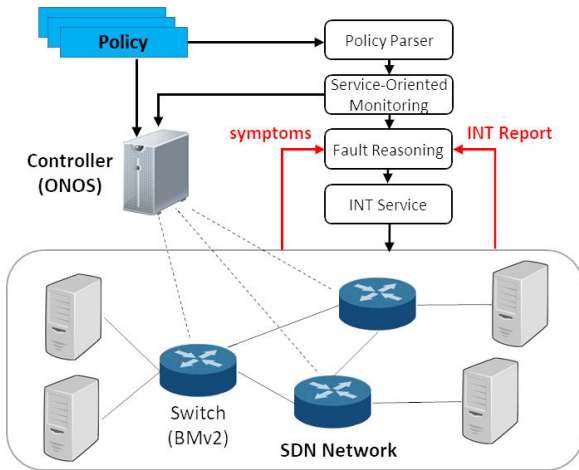 Policy
Policy Parser
Service-Oriented
Monitoring
symptoms
INT Report
Fault Reasoning
Controller
(ONOS)
INT Service
Switch
(BMv2)
SDN Network